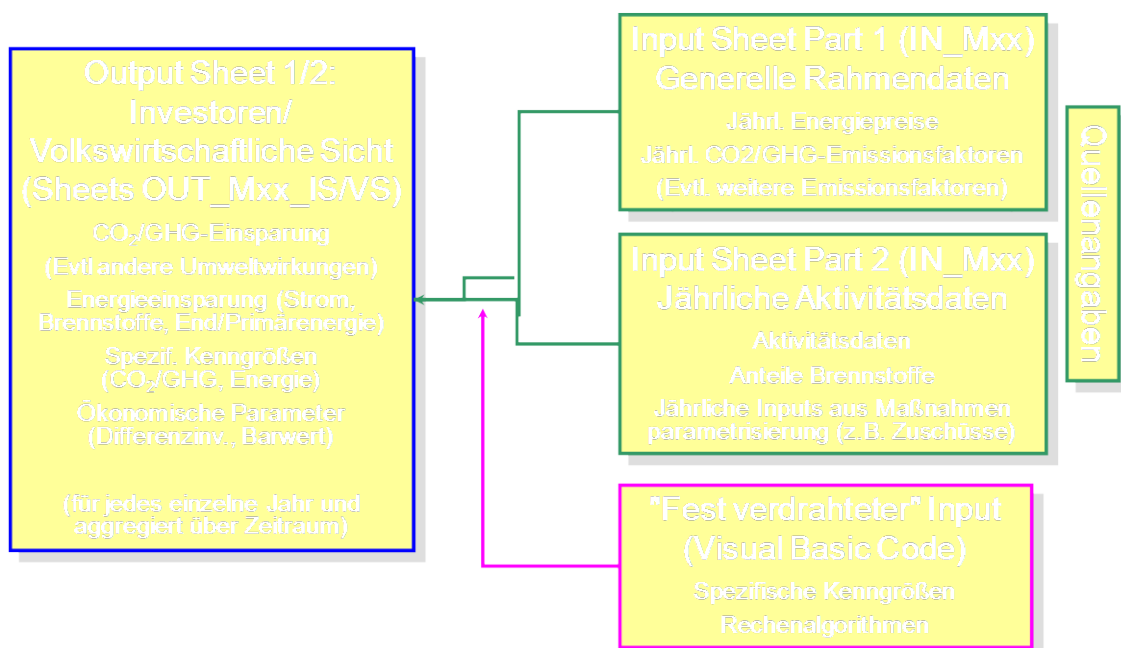 Output Sheet 1/2:
Investoren/
Volkswirtschaftliche Sicht
(Sheets OUT_Mxx_IS/VS)
CO₂/GHG-Einsparung
(Evtl andere Umweltwirkungen)
Energieeinsparung (Strom,
Brennstoffe, End/Primärenergie)
Spezif. Kenngrößen
(CO₂/GHG, Energie)
Ökonomische Parameter
(Differenzinv., Barwert)
(für jedes einzelne Jahr und
aggregiert über Zeitraum)
Input Sheet Part 1 (IN_Mxx)
Generelle Rahmendaten
Jährl. Energiepreise
Jährl. CO2/GHG-Emissionsfaktoren
(Evtl. weitere Emissionsfaktoren)
Input Sheet Part 2 (IN_Mxx)
Jährliche Aktivitätsdaten
Aktivitätsdaten
Anteile Brennstoffe
Jährliche Inputs aus Maßnahmen
parametrisierung (z.B. Zuschüsse)
"Fest verdrahteter" Input
(Visual Basic Code)
Spezifische Kenngrößen
Rechenalgorithmen
Quellenangaben